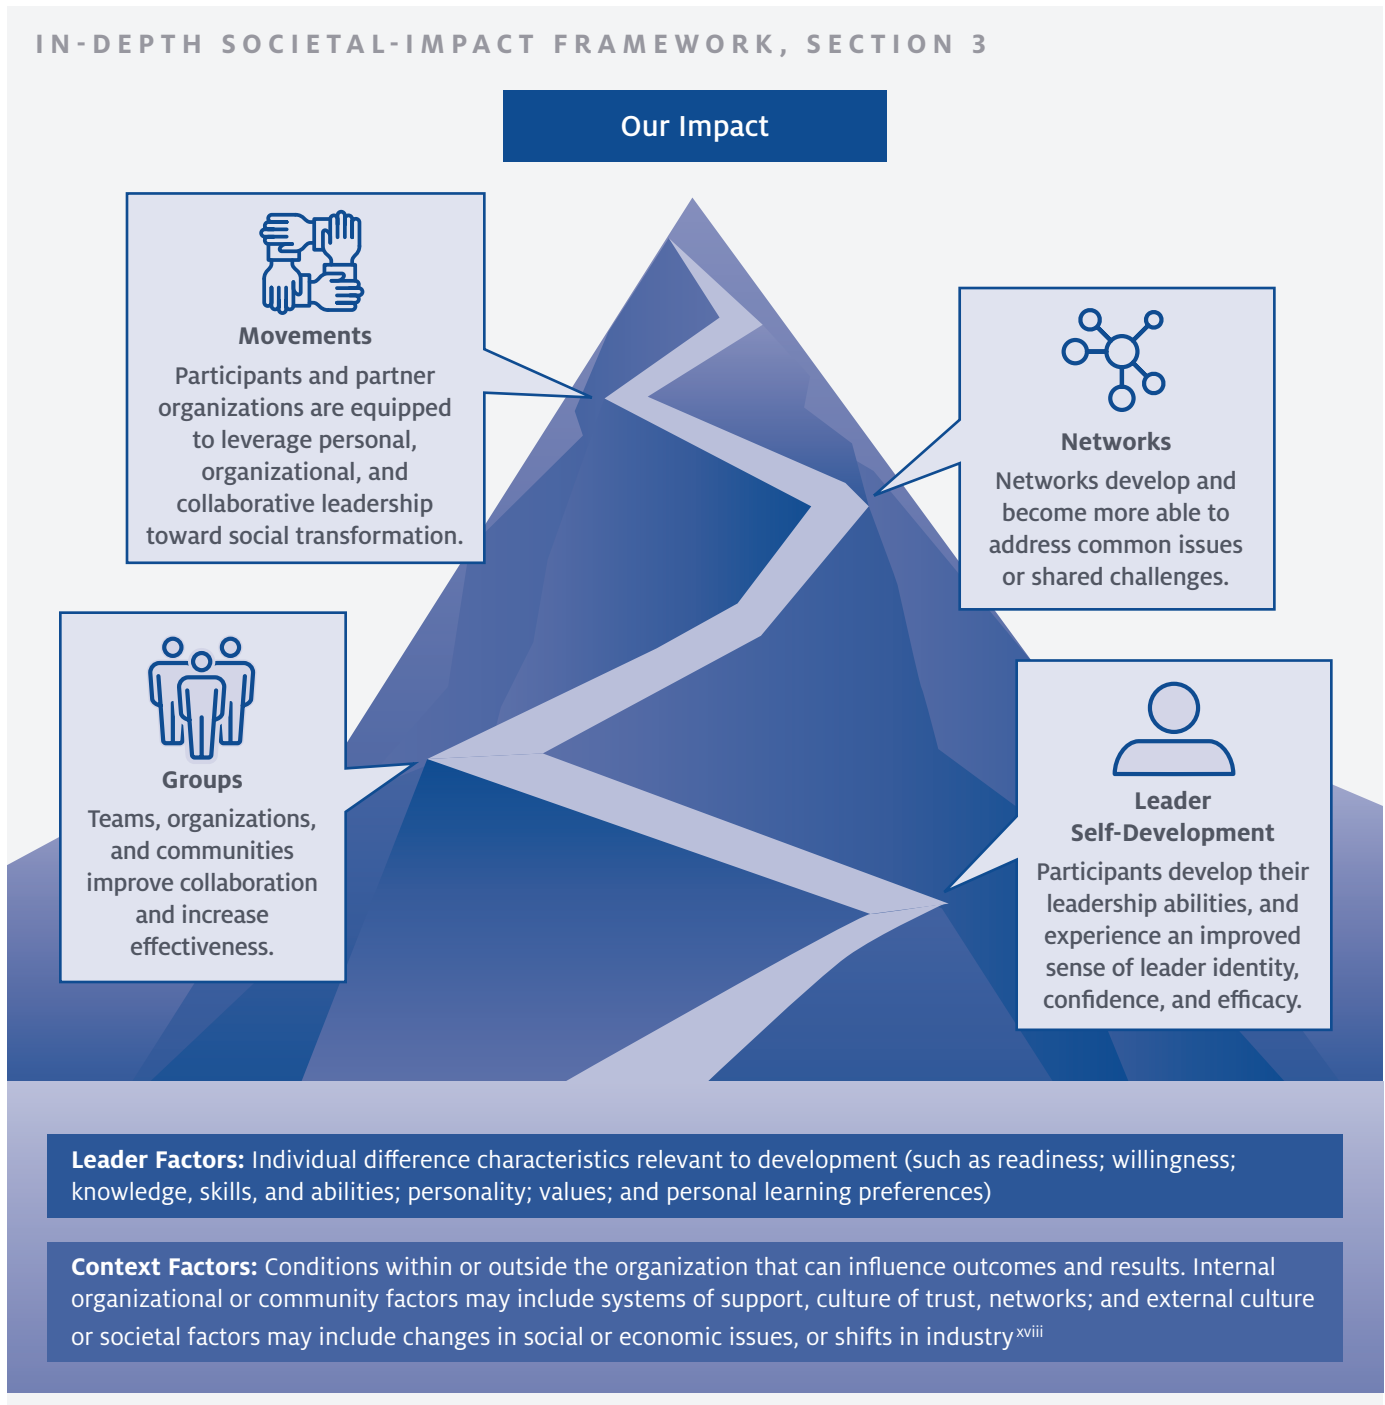 IN-DEPTH SOCIETAL-IMPACT FRAMEWORK, SECTION 3
Our Impact
Movements
Participants and partner
organizations are equipped
to leverage personal,
organizational, and
collaborative leadership
toward social transformation.
Networks
Networks develop and
become more able to
address common issues
or shared challenges.
Groups
Teams, organizations,
and communities
improve collaboration
and increase
effectiveness.
Leader
Self-Development
Participants develop their
leadership abilities, and
experience an improved
sense of leader identity,
confidence, and efficacy.
Leader Factors: Individual difference characteristics relevant to development (such as readiness; willingness;
knowledge, skills, and abilities; personality; values; and personal learning preferences)
Context Factors: Conditions within or outside the organization that can influence outcomes and results. Internal
organizational or community factors may include systems of support, culture of trust, networks; and external culture
or societal factors may include changes in social or economic issues, or shifts in industry xviii